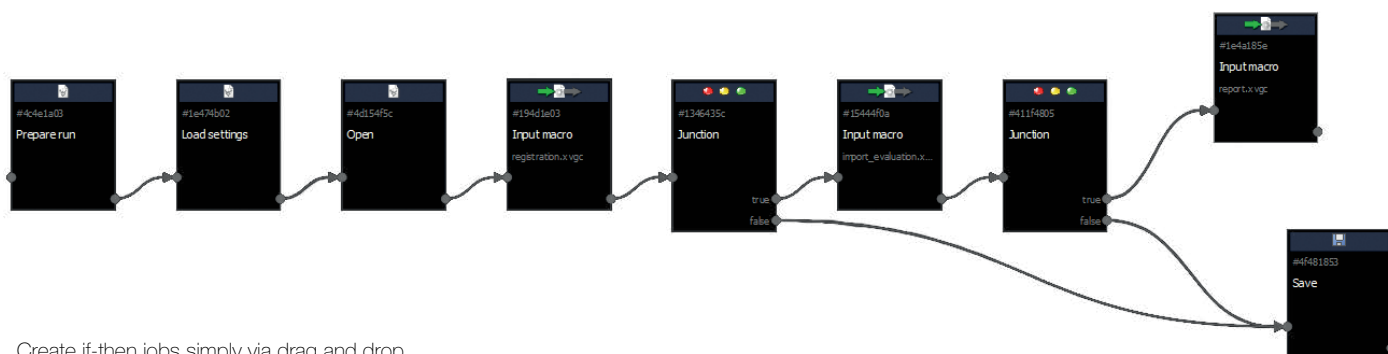 #4c4e1a03
Prepare run
#1e474b02
Load settings
#4d154f5c
Open
#194d1e03
Input macro
registration.xvgc
#1346435c
Junction
true
false
#15444f0a
Input macro
import_evaluation.x...
#411f4805
Junction
true
false
#1e4a185e
Input macro
report.xvgc
#4f481853
Save
Create if-then jobs simply via drag and drop